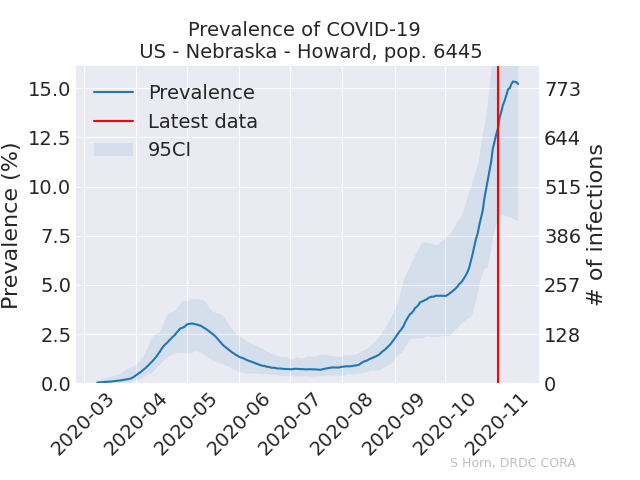 Prevalence of COVID-19
US - Nebraska - Howard, pop. 6445
Prevalence
Latest data
95CI
Prevalence (%)
15.0
12.5
10.0
7.5
5.0
2.5
0.0
773
644
515
386
257
128
0
# of infections
2020-03
2020-04
2020-05
2020-06
2020-07
2020-08
2020-09
2020-10
2020-11
S Horn, DRDC CORA